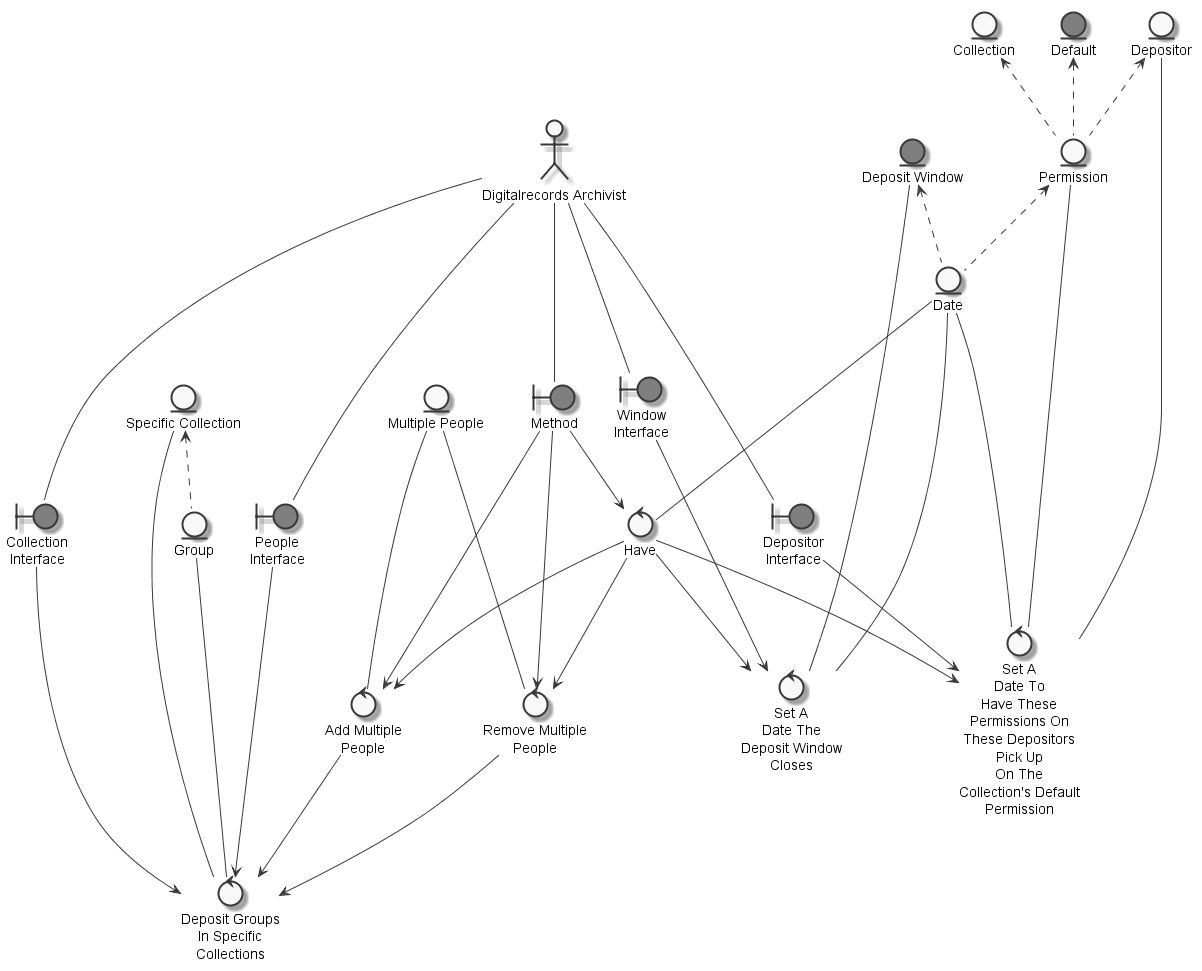 Collection
Default
Depositor
Digitalrecords Archivist
Deposit Window
Permission
Date
Specific Collection
Multiple People
Method
Window
Interface
Collection
Interface
Group
People
Interface
Have
Depositor
Interface
Add Multiple
People
Remove Multiple
People
Set A
Date The
Deposit Window
Closes
Set A
Date To
Have These
Permissions On
These Depositors
Pick Up
On The
Collection's Default
Permission
Deposit Groups
In Specific
Collections